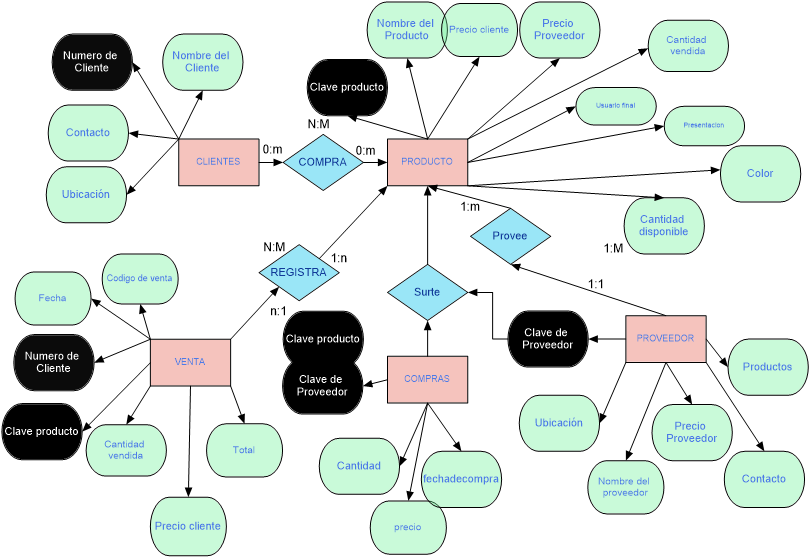 Nombre del
Producto
Precio cliente
Precio
Proveedor
Numero de
Cliente
Nombre del
Cliente
Cantidad
vendida
Clave producto
Usuario final
Contacto
N:M
Presentacion
CLIENTES
0:m
COMPRA
0:m
PRODUCTO
Color
Ubicación
1:m
Cantidad
disponible
Provee
1:M
N:M
1:n
REGISTRA
Codigo de venta
1:1
Fecha
Surte
n:1
Clave producto
Clave de
Proveedor
PROVEEDOR
Numero de
Cliente
VENTA
Clave de
Proveedor
COMPRAS
Productos
Clave producto
Cantidad
vendida
Total
Ubicación
Precio
Proveedor
Cantidad
fechadecompra
Nombre del
proveedor
Contacto
Precio cliente
precio